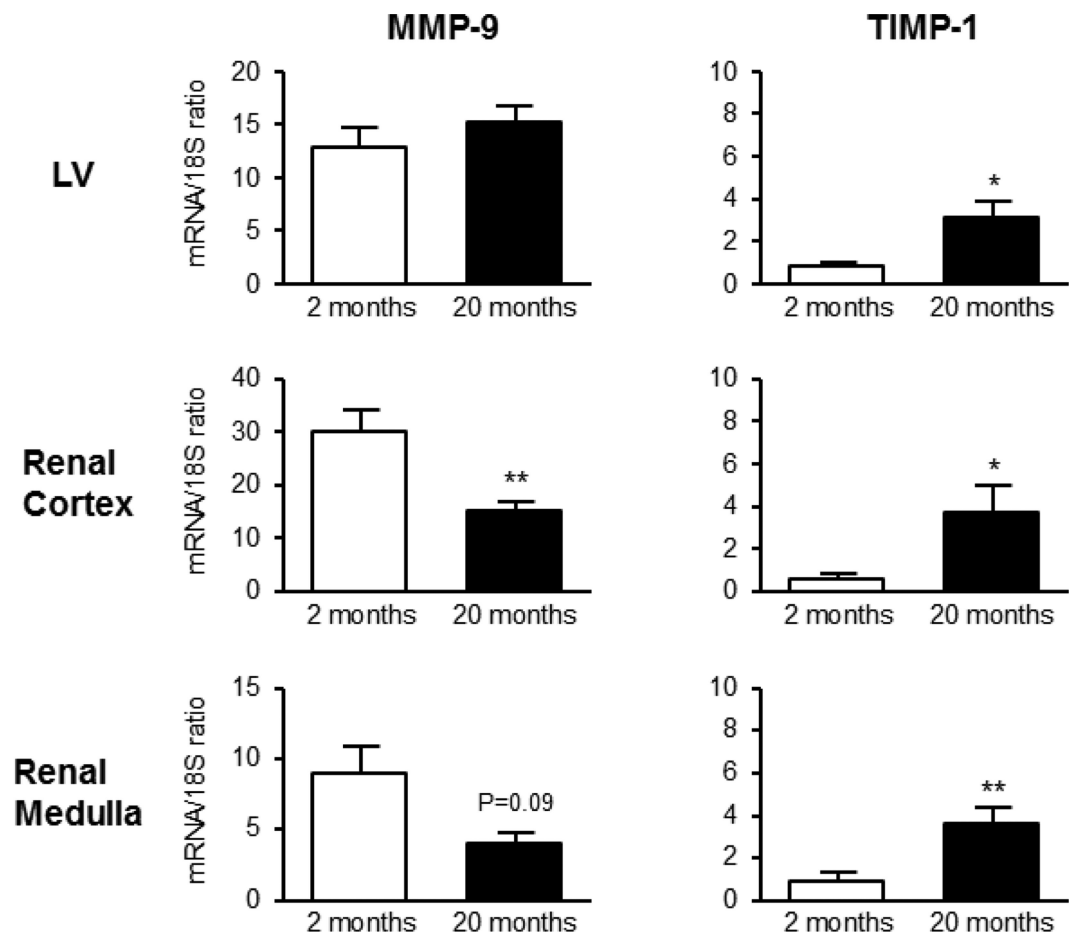 MMP-9
TIMP-1
LV
mRNA/18S ratio
20
15
10
5
0
2 months
20 months
10
8
6
4
2
0
*
2 months
20 months
Renal
Cortex
mRNA/18S ratio
40
30
20
10
0
**
2 months
20 months
10
8
6
4
2
0
*
2 months
20 months
Renal
Medulla
mRNA/18S ratio
15
10
5
0
P=0.09
2 months
20 months
10
8
6
4
2
0
**
2 months
20 months